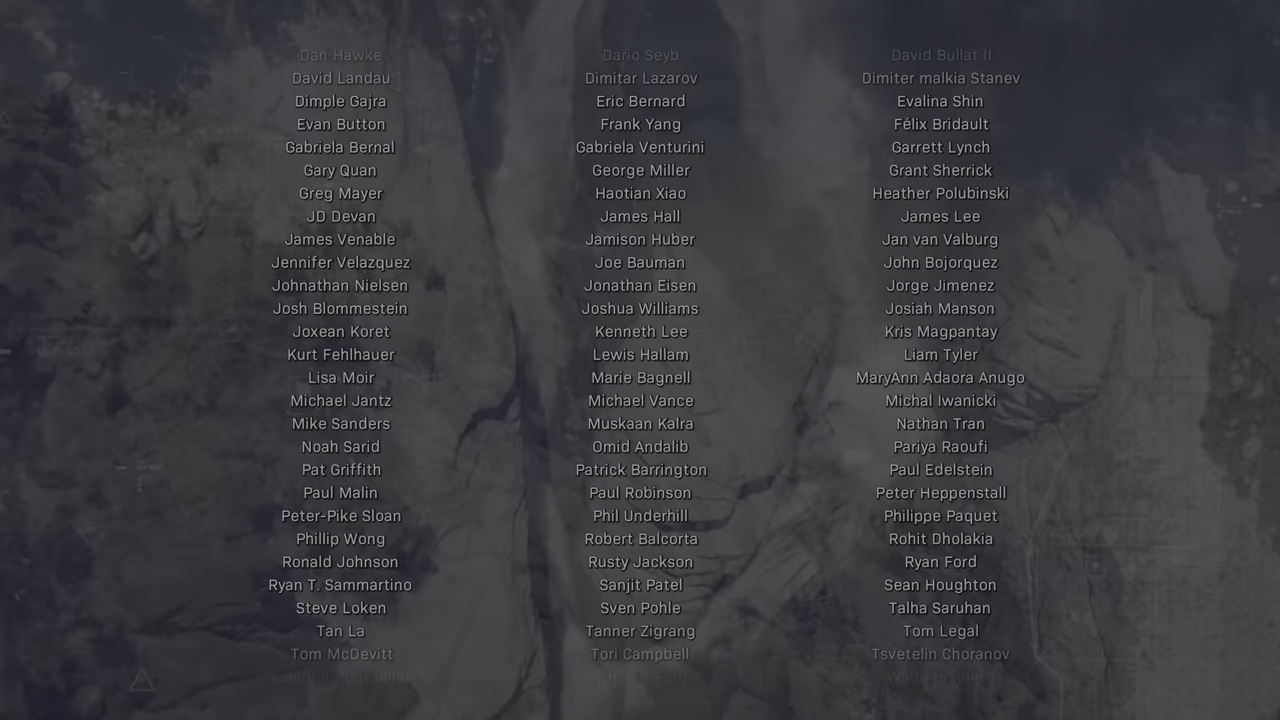 Dan Hawke Dario Seyb David Bullat II
David Landau Dimitar Lazarov Dimiter malkia Stanev
Dimple Gajra Eric Bernard Evalina Shin
Evan Button Frank Yang Félix Bridault
Gabriela Bernal Gabriela Venturini Garrett Lynch
Gary Quan George Miller Grant Sherrick
Greg Mayer Haotian Xiao Heather Polubinski
JD Devan James Hall James Lee
James Venable Jamison Huber Jan van Valburg
Jennifer Velazquez Joe Bauman John Bojorquez
Johnathan Nielsen Jonathan Eisen Jorge Jimenez
Josh Blommestein Joshua Williams Josiah Manson
Joxean Koret Kenneth Lee Kris Magpantay
Kurt Fehlhauer Lewis Hallam Liam Tyler
Lisa Moir Marie Bagnell MaryAnn Adaora Anugo
Michael Jantz Michael Vance Michal Iwanicki
Mike Sanders Muskaan Kalra Nathan Tran
Noah Sarid Omid Andalib Pariya Raoufi
Pat Griffith Patrick Barrington Paul Edelstein
Paul Malin Paul Robinson Peter Heppenstall
Peter-Pike Sloan Phil Underhill Philippe Paquet
Phillip Wong Robert Balcorta Rohit Dholakia
Ronald Johnson Rusty Jackson Ryan Ford
Ryan T. Sammartino Sanjit Patel Sean Houghton
Steve Loken Sven Pohle Talha Saruhan
Tan La Tanner Zigrang Tom Legal
Tom McDevitt Tori Campbell Tsvetelin Choranov